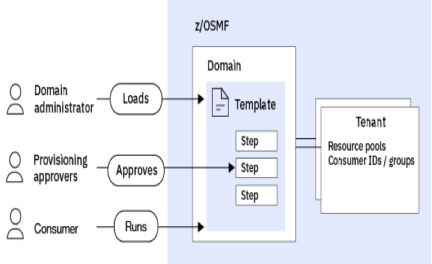 z/OSMF
Domain
Domain
administrator
Loads
Template
Step
Tenant
Resource pools
Consumer IDs / groups
Provisioning
approvers
Approves
Step
Step
Consumer
Runs